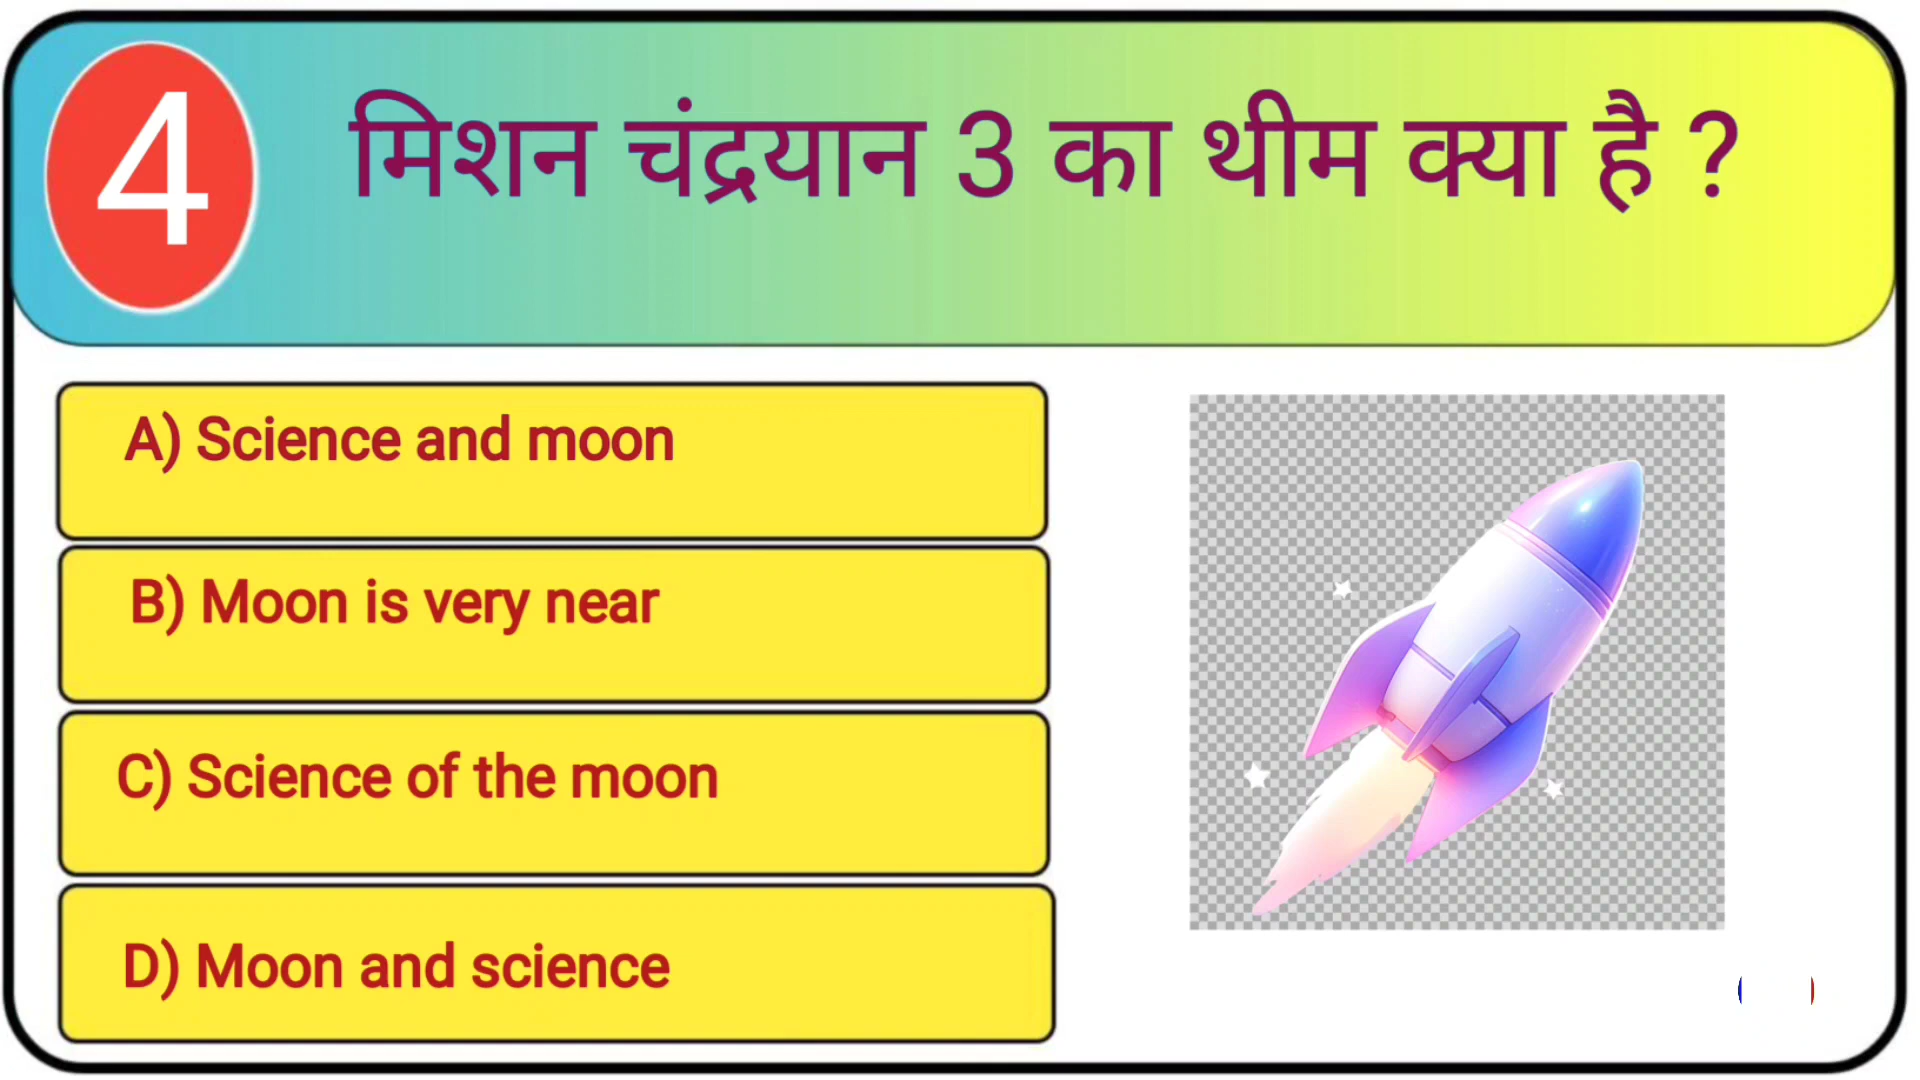 4
मिशन चंद्रयान 3 का थीम क्या है ?
A) Science and moon
B) Moon is very near
C) Science of the moon
D) Moon and science